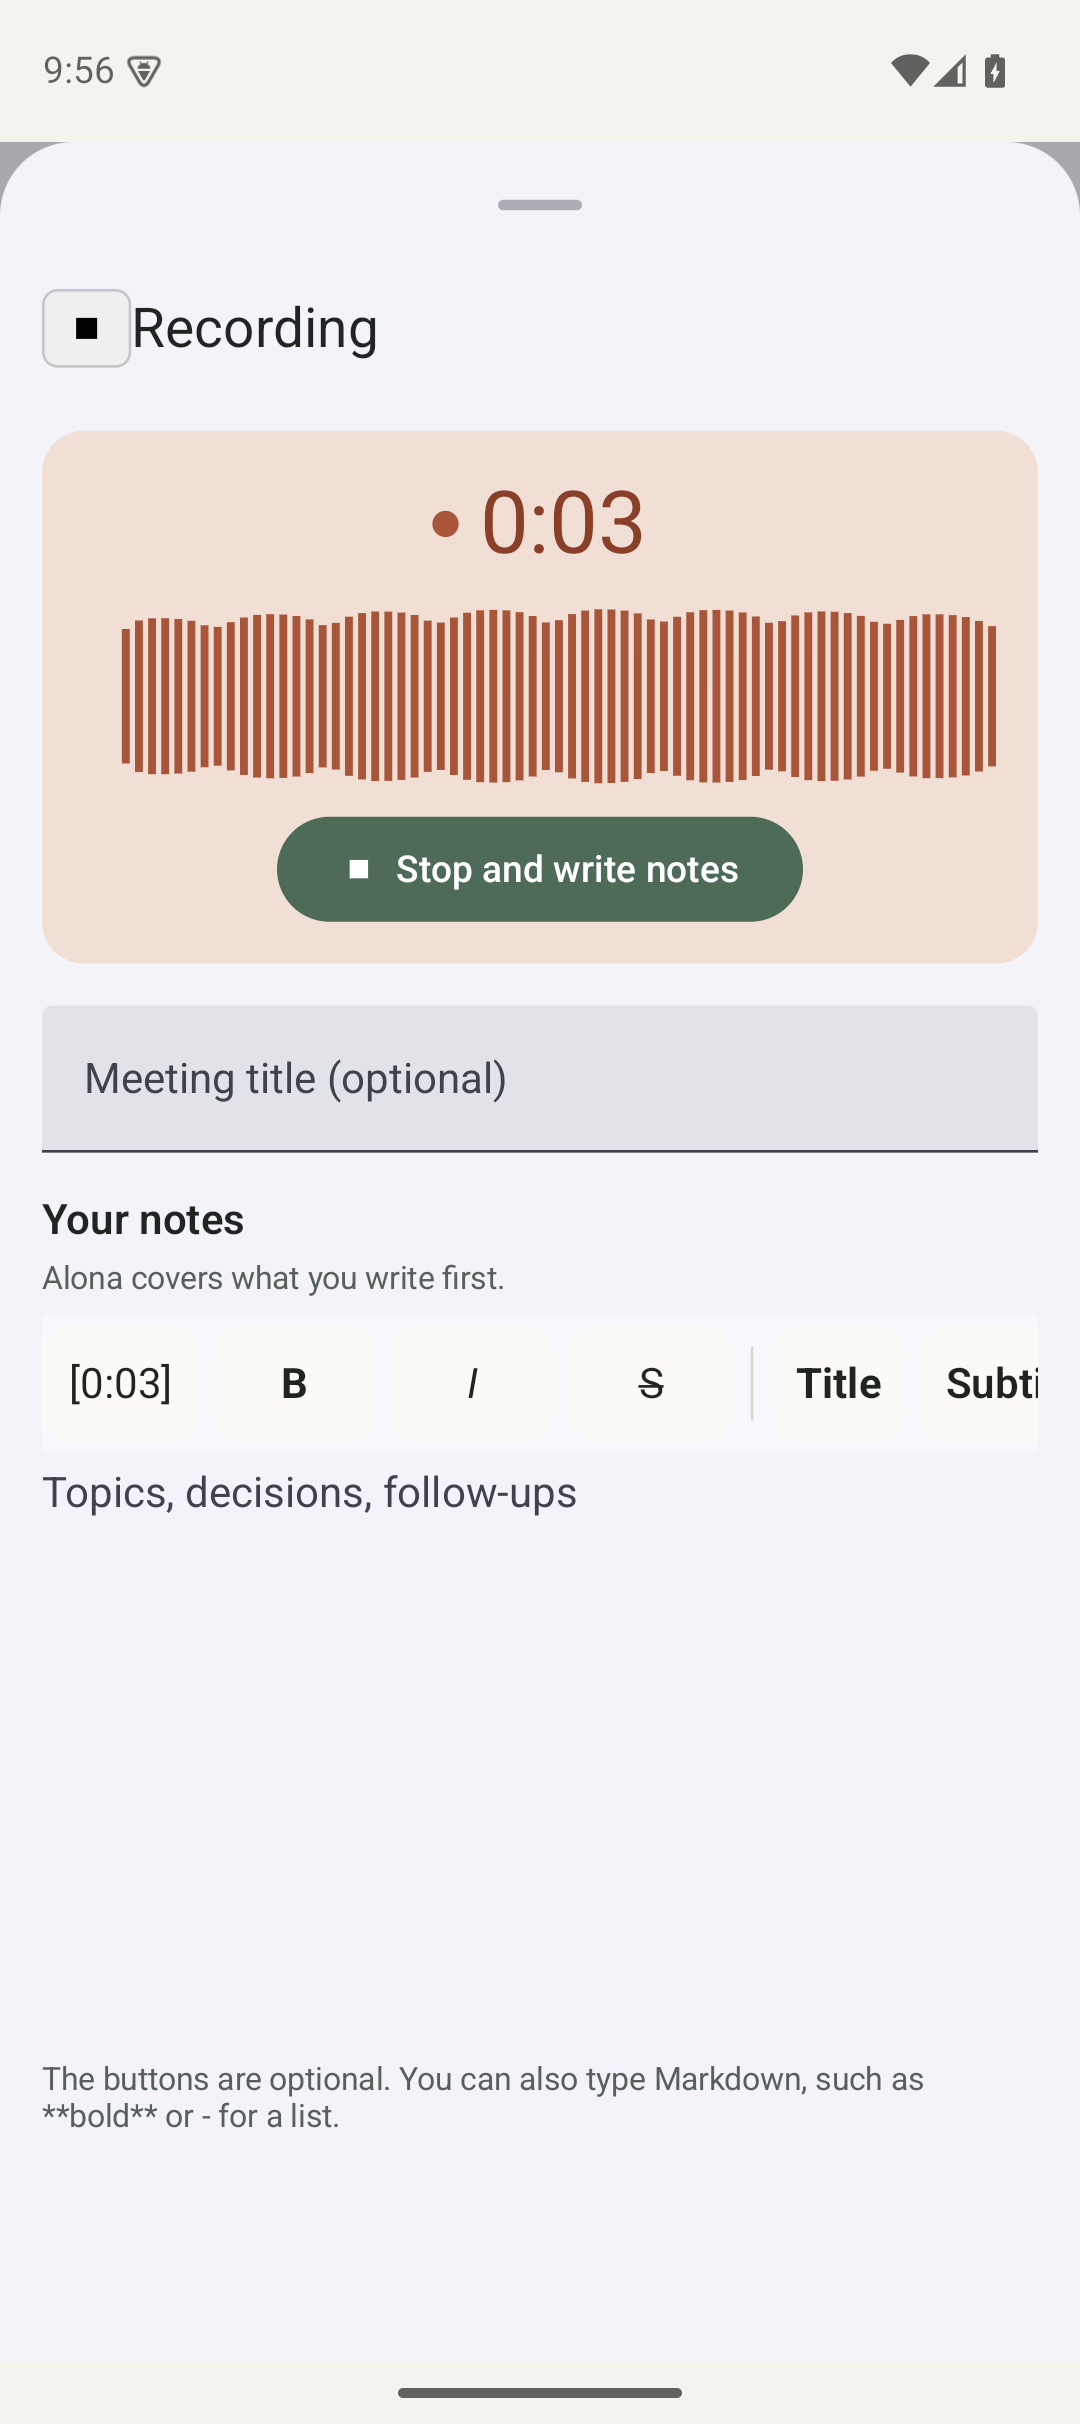 9:56
Recording
0:03
Stop and write notes
Meeting title (optional)
Your notes
Alona covers what you write first.
[0:03] B I S Title Subti
Topics, decisions, follow-ups
The buttons are optional. You can also type Markdown, such as
**bold** or - for a list.